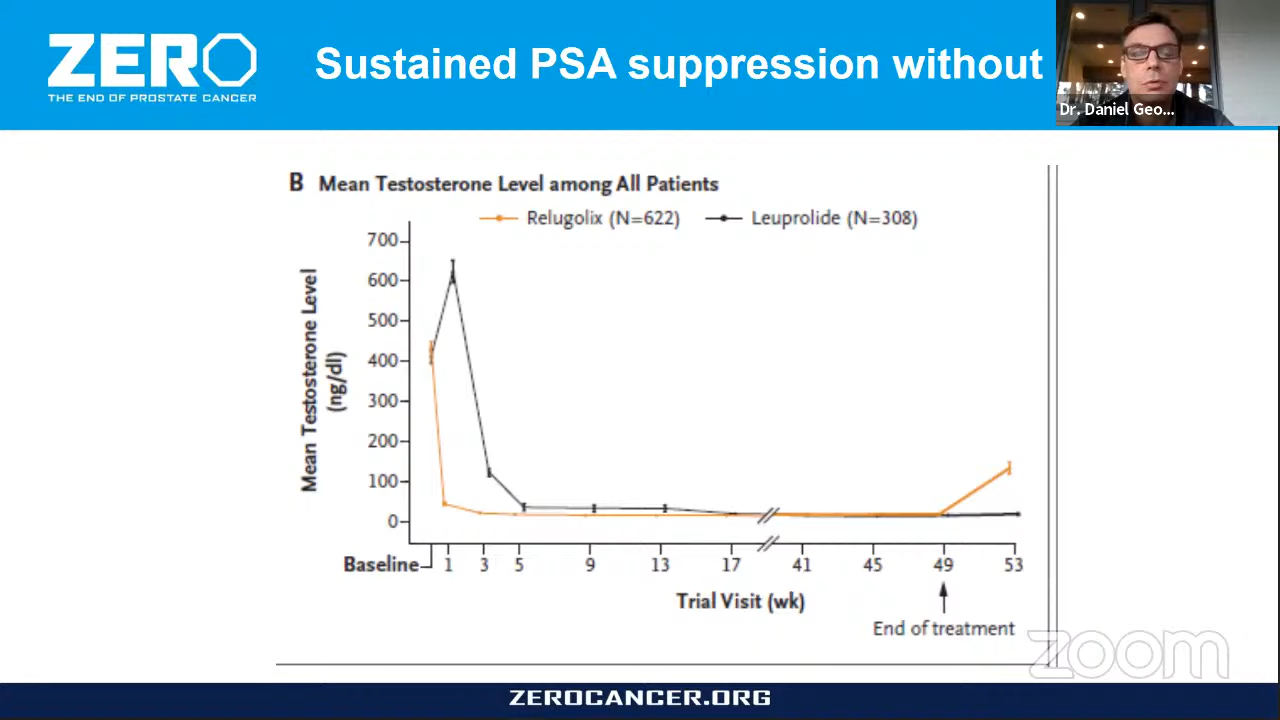 ZERO
THE END OF PROSTATE CANCER
Sustained PSA suppression without
Dr. Daniel Geo...
B Mean Testosterone Level among All Patients
Relugolix (N=622) Leuprolide (N=308)
Mean Testosterone Level
(ng/dl)
700
600
500
400
300
200
100
0
Baseline 1 3 5 9 13 17 41 45 49 53
Trial Visit (wk)
End of treatment
zoom
ZEROCANCER.ORG